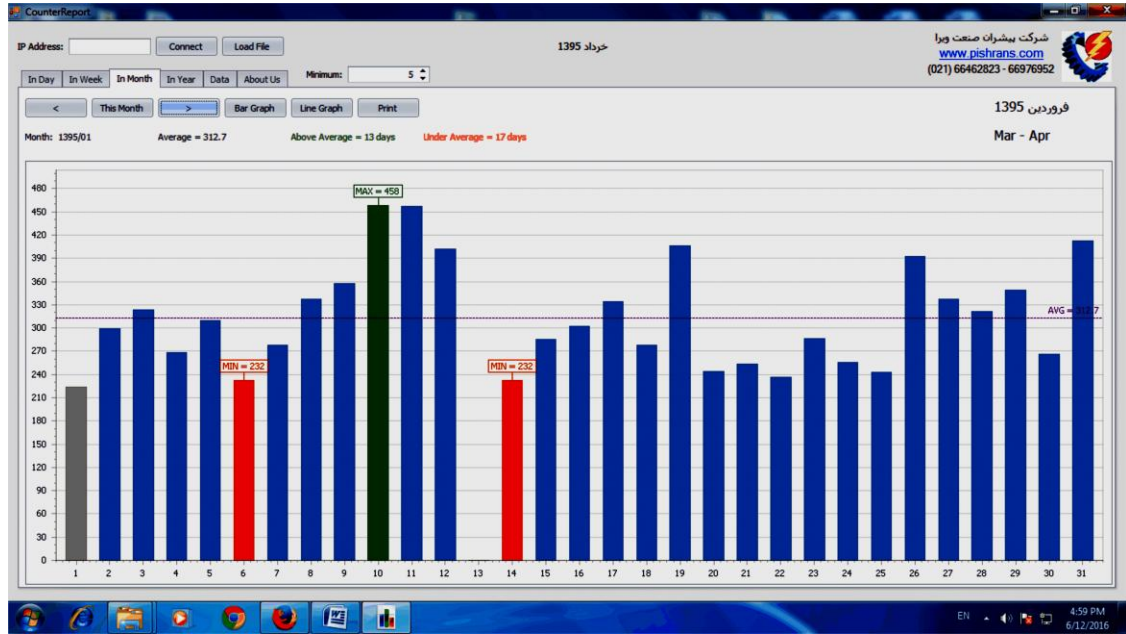 CounterReport
IP Address: Connect Load File
خرداد 1395
شرکت پیشران صنعت ویرا
www.pishrans.com
(021) 66462823 - 66976952
In Day In Week In Month In Year Data About Us Minimum: 5
< This Month > Bar Graph Line Graph Print
فروردین 1395
Month: 1395/01 Average = 312.7 Above Average = 13 days Under Average = 17 days
Mar - Apr
480
MAX = 458
450
420
390
360
330
AVG = 312.7
300
270
MIN = 232 MIN = 232
240
210
180
150
120
90
60
30
0
1 2 3 4 5 6 7 8 9 10 11 12 13 14 15 16 17 18 19 20 21 22 23 24 25 26 27 28 29 30 31
EN 4:59 PM
6/12/2016